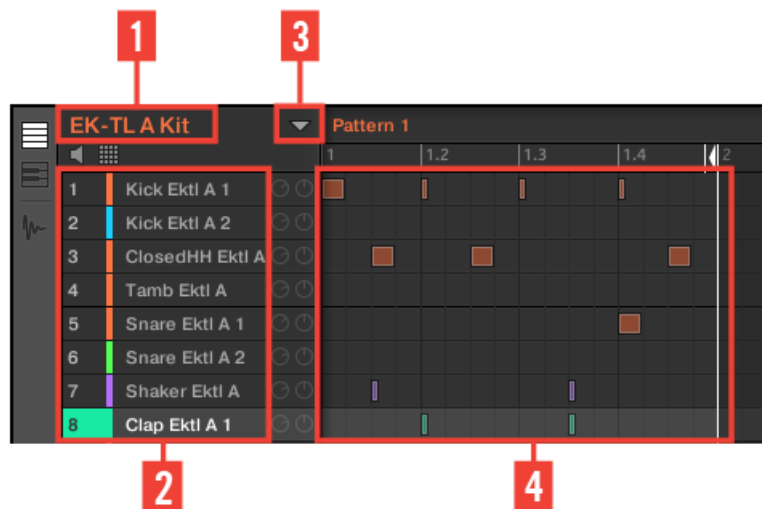 1
3
EK-TL A Kit
Pattern 1
1 1.2 1.3 1.4 2
1 Kick Ektl A 1
2 Kick Ektl A 2
3 ClosedHH Ektl A
4 Tamb Ektl A
5 Snare Ektl A 1
6 Snare Ektl A 2
7 Shaker Ektl A
8 Clap Ektl A 1
2
4